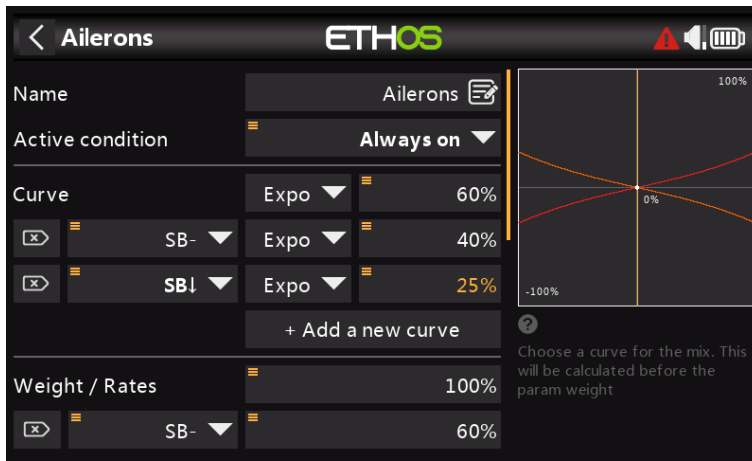 Ailerons
ETHOS
Name
Ailerons
Active condition
Always on
Curve
Expo
60%
SB-
Expo
40%
SB↓
Expo
25%
+ Add a new curve
Weight / Rates
100%
SB-
60%
100%
0%
-100%
?
Choose a curve for the mix. This
will be calculated before the
param weight